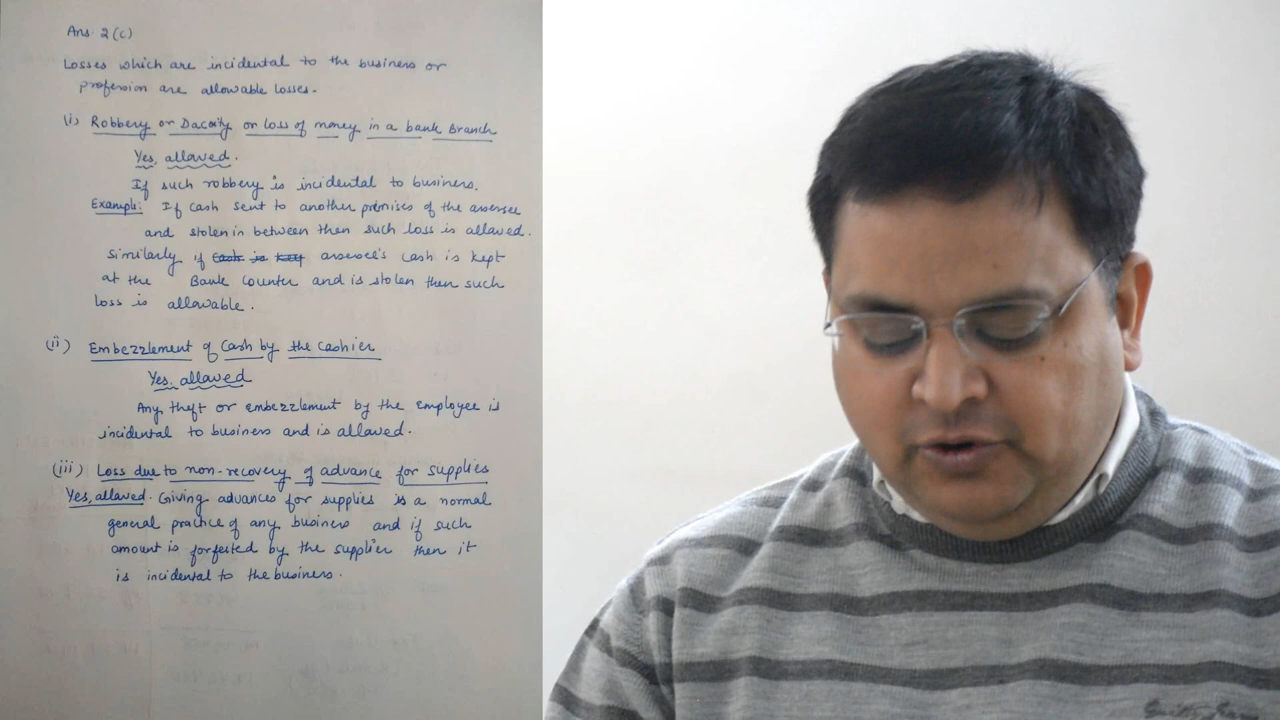 Ans. 2(c)
Losses which are incidental to the business or
profession are allowable losses.
(i) Robbery or Dacoity or loss of money in a bank Branch
Yes, allowed.
If such robbery is incidental to business.
Example: If cash sent to another premises of the assessee
and stolen in between then such loss is allowed.
Similarly if Cash is kept assessee's cash is kept
at the Bank Counter and is stolen then such
loss is allowable.
(ii) Embezzlement of Cash by the Cashier
Yes, allowed
Any theft or embezzlement by the employee is
incidental to business and is allowed.
(iii) Loss due to non-recovery of advance for supplies
Yes, allowed. Giving advances for supplies is a normal
general practice of any business and if such
amount is forfeited by the supplier then it
is incidental to the business.